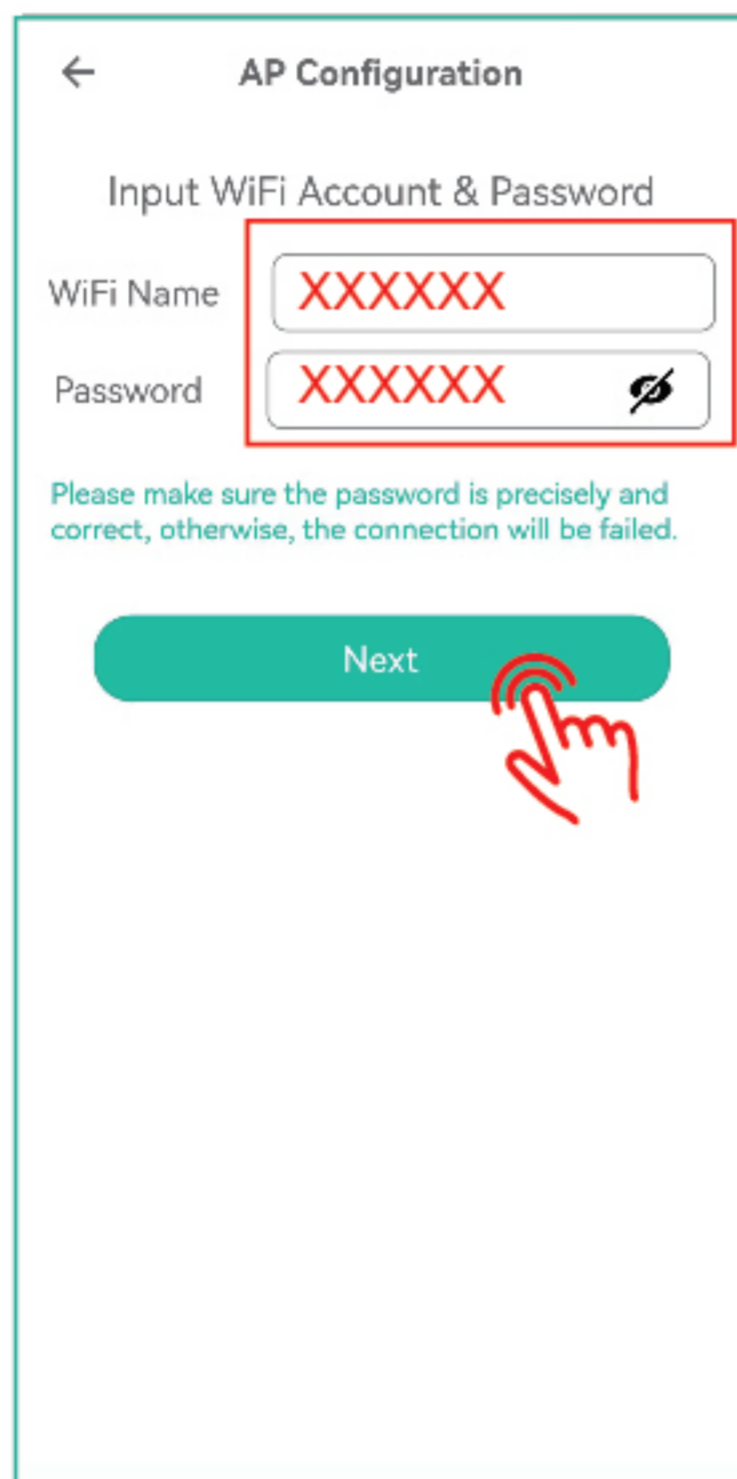 AP Configuration
Input WiFi Account & Password
WiFi Name XXXXXX
Password XXXXXX
Please make sure the password is precisely and
correct, otherwise, the connection will be failed.
Next